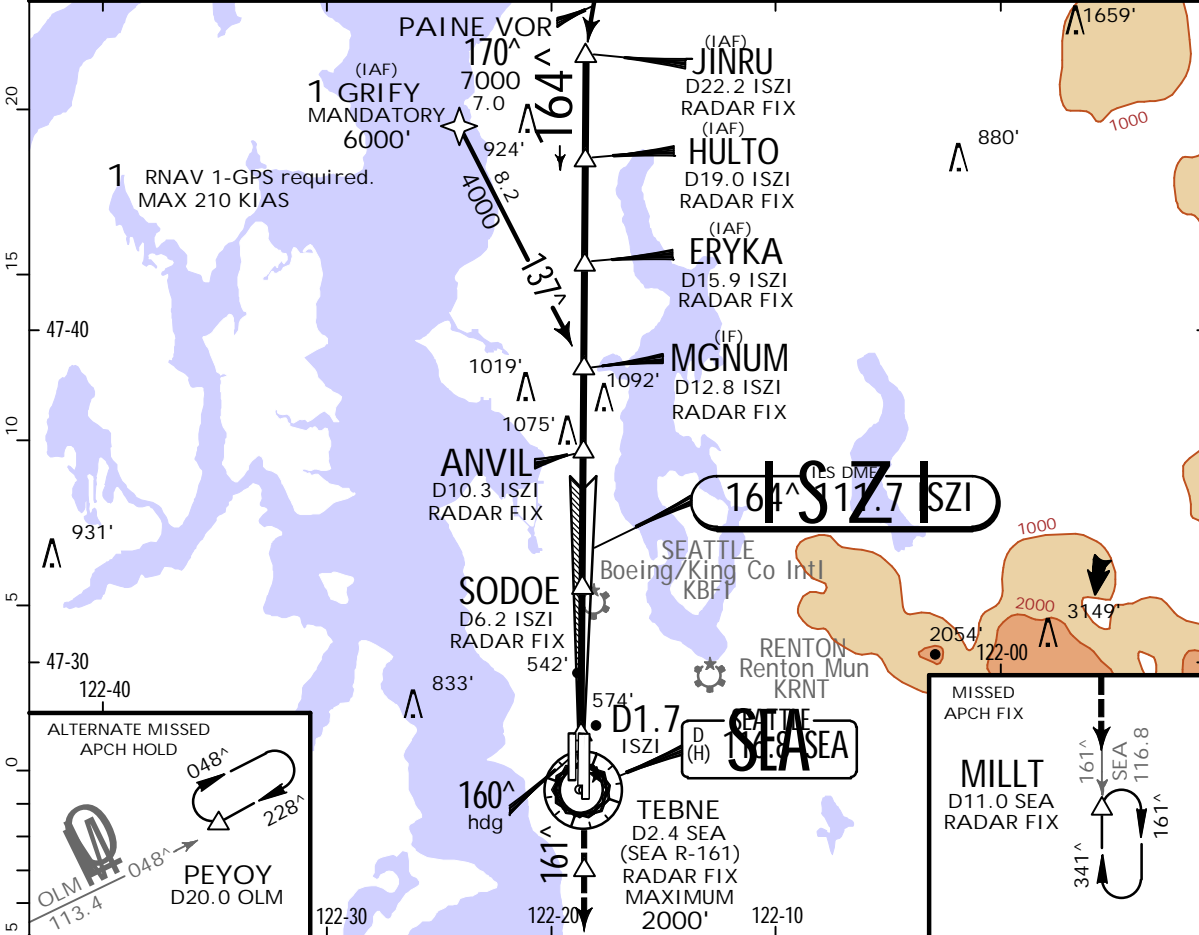 PAINE VOR
170^
7000
7.0
164^
(IAF)
JINRU
D22.2 ISZI
RADAR FIX
1659'
1000
(IAF)
1 GRIFY
MANDATORY
6000'
924'
8.2
4000
137^
(IAF)
HULTO
D19.0 ISZI
RADAR FIX
880'
1 RNAV 1-GPS required.
MAX 210 KIAS
(IAF)
ERYKA
D15.9 ISZI
RADAR FIX
20
15
10
5
0
5
47-40
(IF)
MGNUM
D12.8 ISZI
RADAR FIX
1019'
1092'
1075'
ANVIL
D10.3 ISZI
RADAR FIX
ILS DME
164^ 111.7 ISZI
ISZI
931'
SEATTLE
Boeing/King Co Intl
KBFI
1000
2000
3149'
2054'
122-00
SODOE
D6.2 ISZI
RADAR FIX
542'
RENTON
Renton Mun
KRNT
47-30
122-40
833'
574'
D1.7
ISZI
SEATTLE
D
(H)
116.8 SEA
SEA
160^
hdg
161^
TEBNE
D2.4 SEA
(SEA R-161)
RADAR FIX
MAXIMUM
2000'
122-30
122-20
122-10
ALTERNATE MISSED
APCH HOLD
048^
228^
OLM
113.4
048^
PEYOY
D20.0 OLM
MISSED
APCH FIX
161^
SEA
116.8
MILLT
D11.0 SEA
RADAR FIX
341^
161^